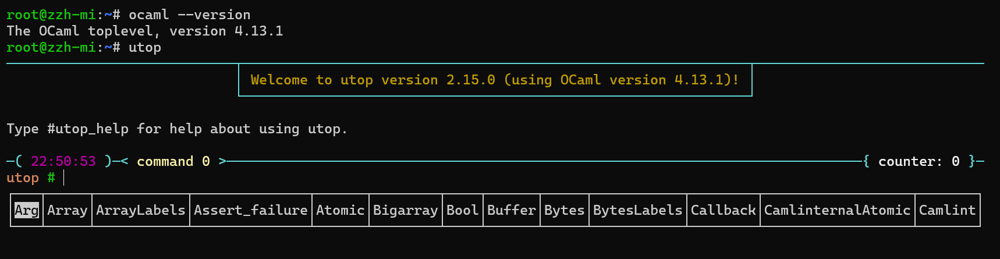 root@zzh-mi:~# ocaml --version
The OCaml toplevel, version 4.13.1
root@zzh-mi:~# utop
Welcome to utop version 2.15.0 (using OCaml version 4.13.1)!
Type #utop_help for help about using utop.
─( 22:50:53 )─< command 0 >─{ counter: 0 }─
utop #
Arg│Array│ArrayLabels│Assert_failure│Atomic│Bigarray│Bool│Buffer│Bytes│BytesLabels│Callback│CamlinternalAtomic│Camlint